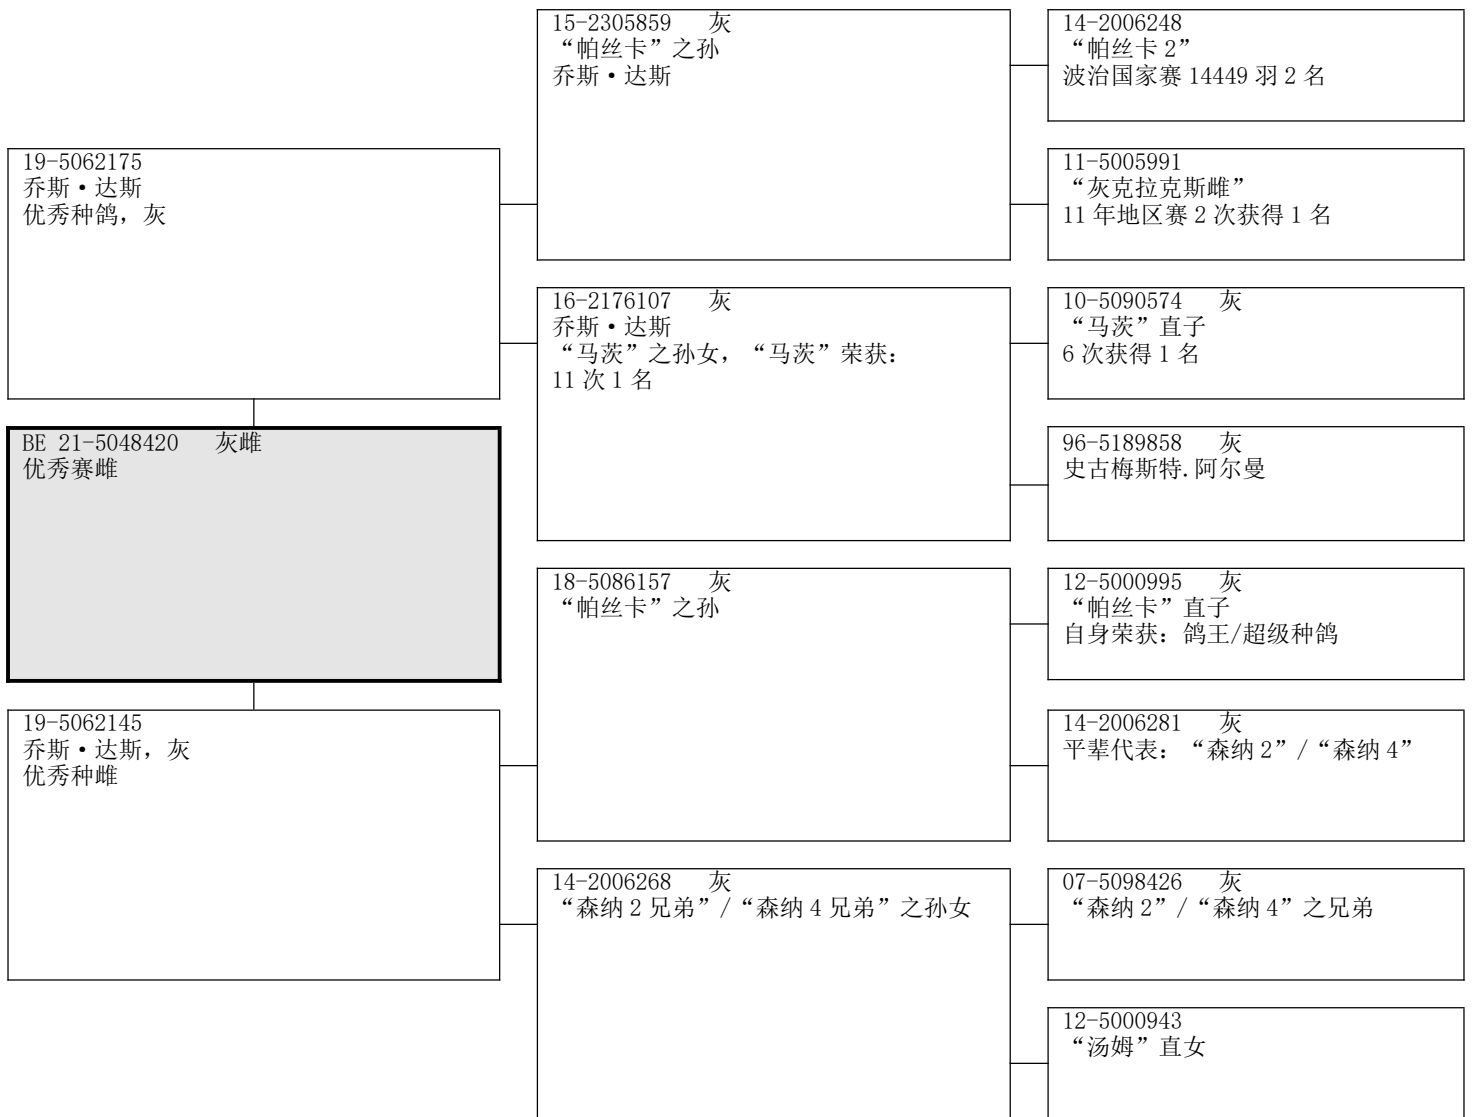 15-2305859 灰
“帕丝卡”之孙
乔斯·达斯
14-2006248
“帕丝卡 2”
波治国家赛 14449 羽 2 名
11-5005991
“灰克拉克斯雌”
11 年地区赛 2 次获得 1 名
19-5062175
乔斯·达斯
优秀种鸽，灰
16-2176107 灰
乔斯·达斯
“马茨”之孙女，“马茨”荣获：
11 次 1 名
10-5090574 灰
“马茨”直子
6 次获得 1 名
96-5189858 灰
史古梅斯特.阿尔曼
BE 21-5048420 灰雌
优秀赛雌
18-5086157 灰
“帕丝卡”之孙
12-5000995 灰
“帕丝卡”直子
自身荣获：鸽王/超级种鸽
14-2006281 灰
平辈代表：“森纳 2”/“森纳 4”
19-5062145
乔斯·达斯，灰
优秀种雌
14-2006268 灰
“森纳 2 兄弟”/“森纳 4 兄弟”之孙女
07-5098426 灰
“森纳 2”/“森纳 4”之兄弟
12-5000943
“汤姆”直女